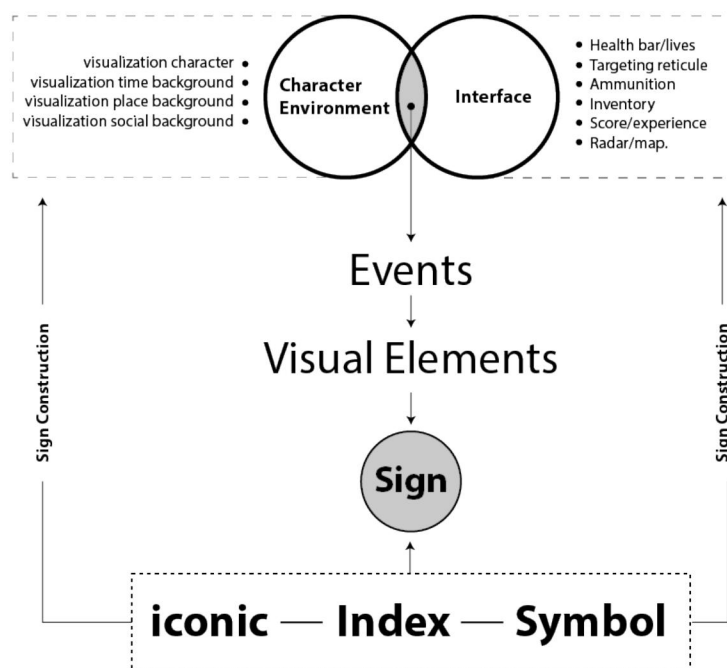 visualization character •
visualization time background •
visualization place background •
visualization social background •
Character
Environment
Interface
• Health bar/lives
• Targeting reticule
• Ammunition
• Inventory
• Score/experience
• Radar/map.
Events
Visual Elements
Sign Construction
Sign Construction
Sign
iconic — Index — Symbol